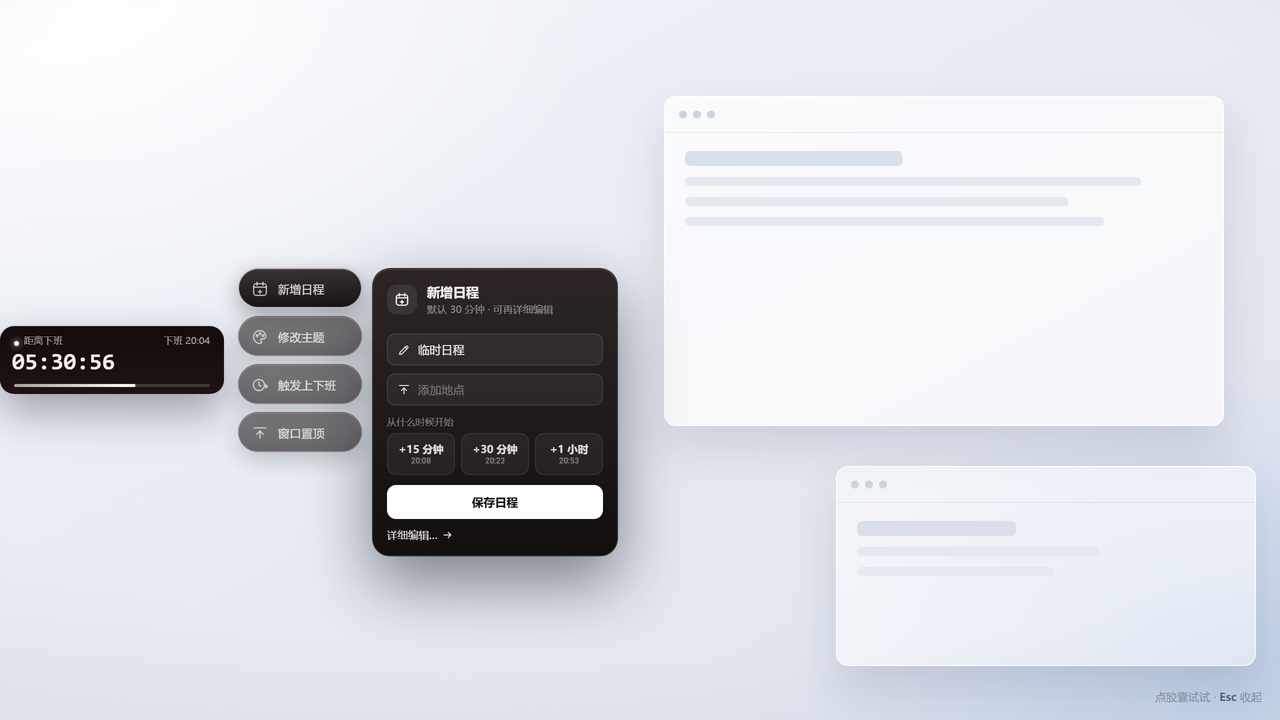 距离下班
下班 20:04
05:30:56
新增日程
修改主题
触发上下班
窗口置顶
新增日程
默认 30 分钟 · 可再详细编辑
临时日程
添加地点
从什么时候开始
+15 分钟
20:08
+30 分钟
20:23
+1 小时
20:53
保存日程
详细编辑... →
点胶囊试试 · Esc 收起